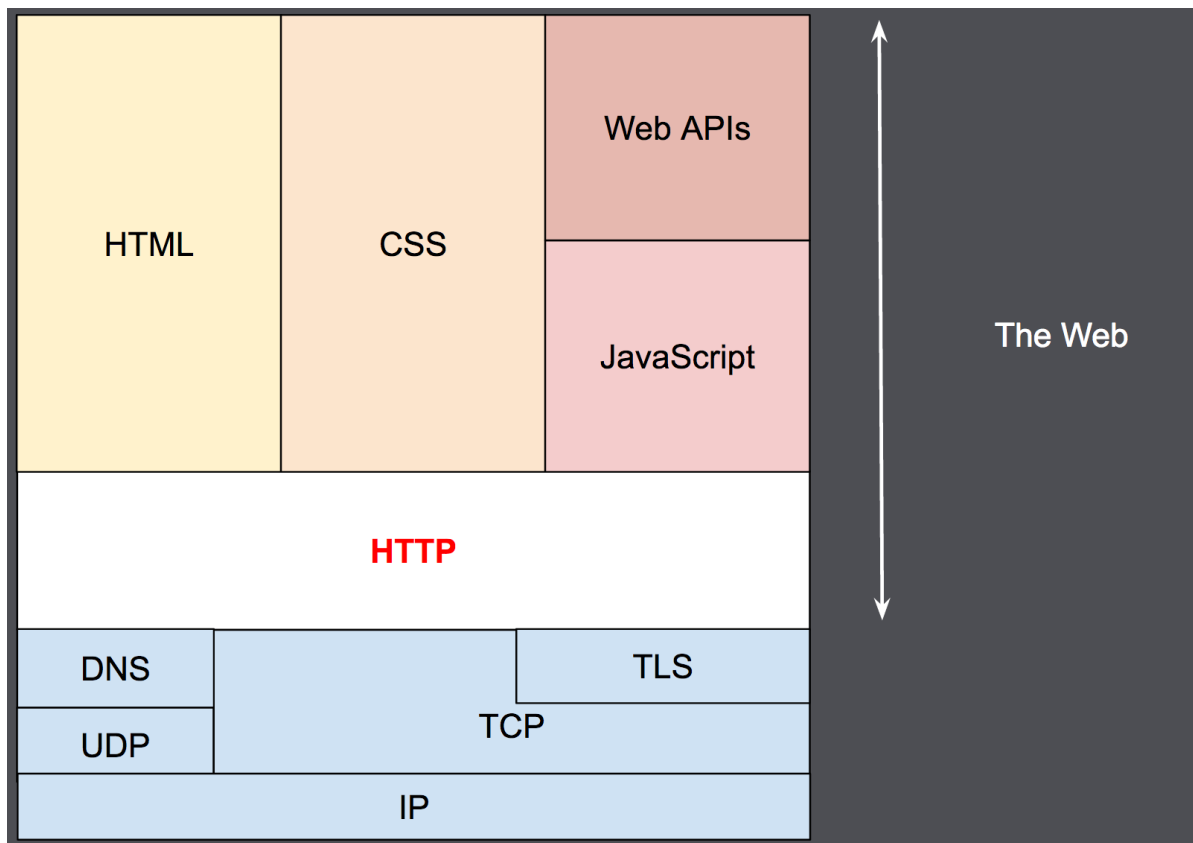 HTML
CSS
Web APIs
JavaScript
The Web
HTTP
DNS
TLS
TCP
UDP
IP